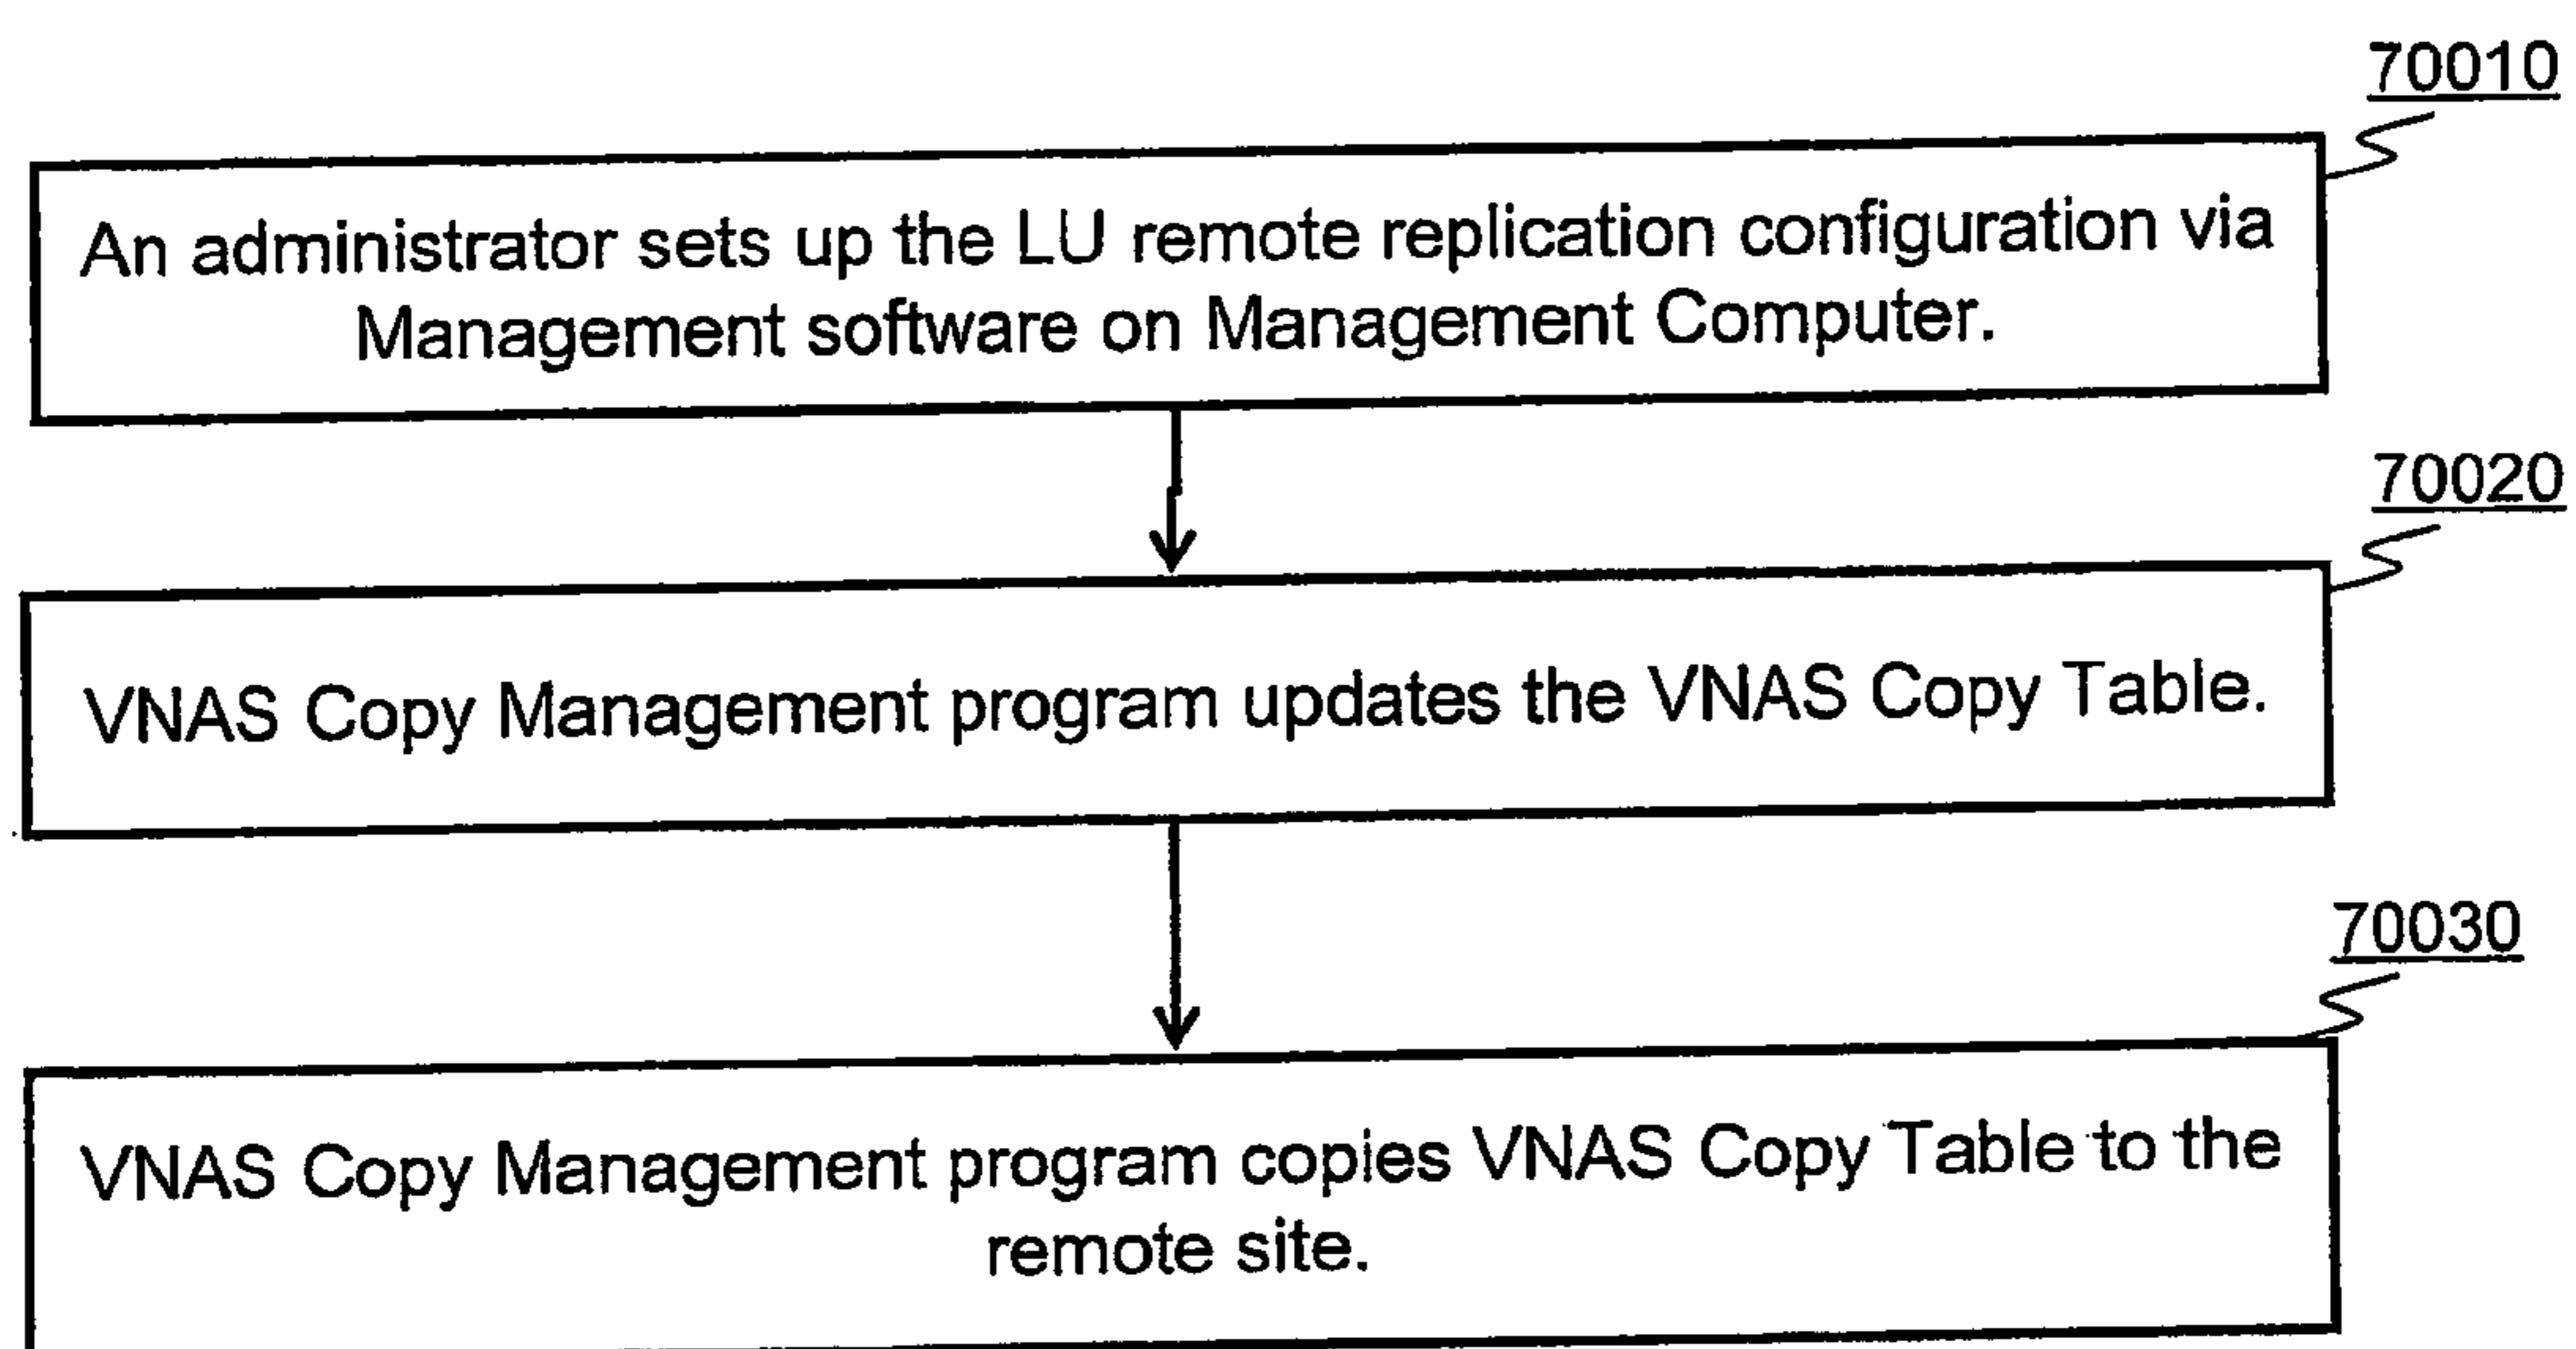 70010
An administrator sets up the LU remote replication configuration via
Management software on Management Computer.
70020
VNAS Copy Management program updates the VNAS Copy Table.
70030
VNAS Copy Management program copies VNAS Copy Table to the
remote site.